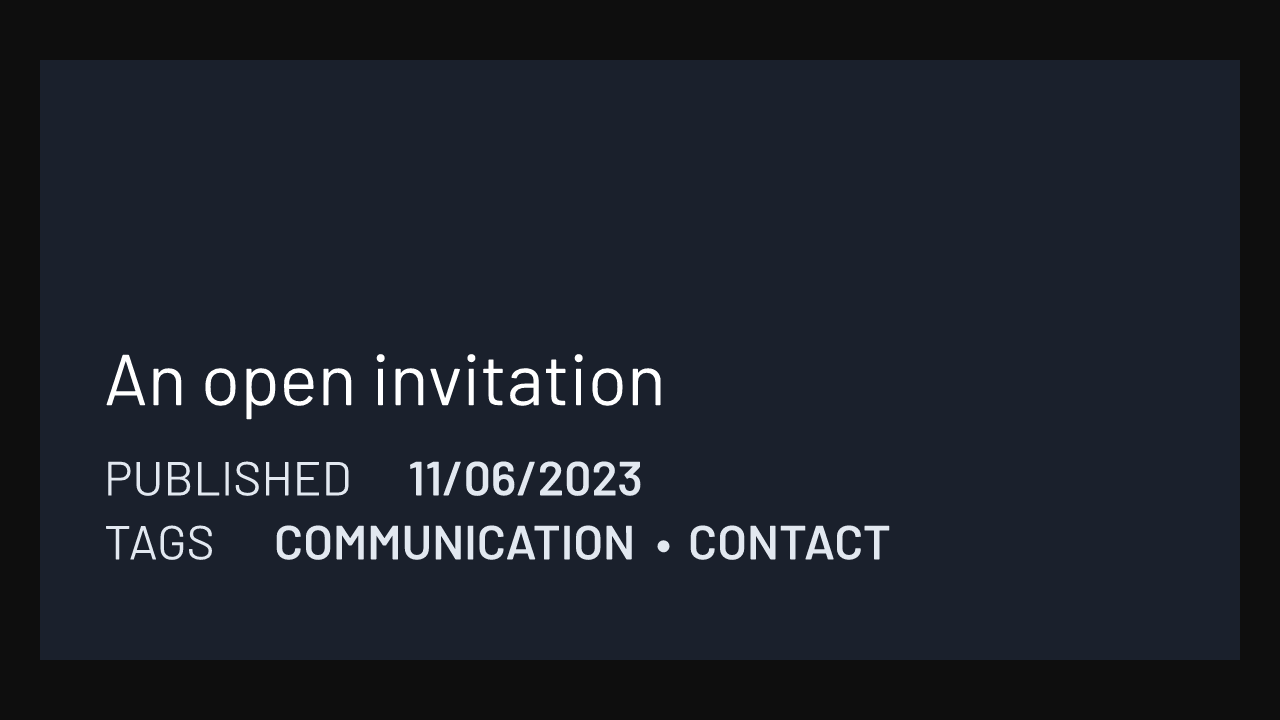 An open invitation
PUBLISHED 11/06/2023
TAGS COMMUNICATION • CONTACT